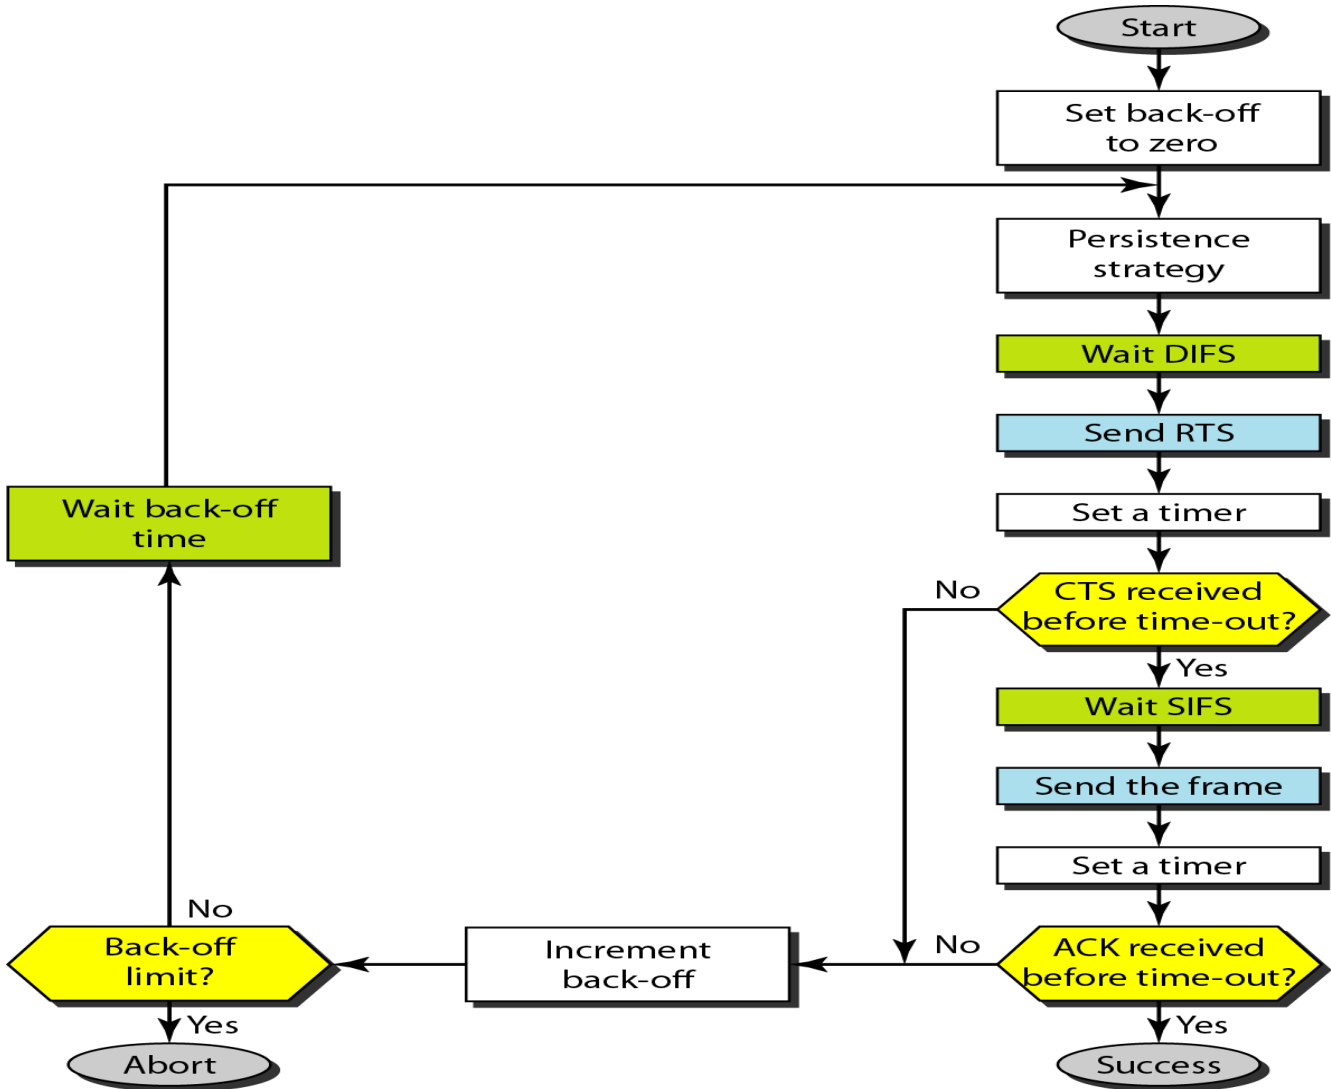 Start
Set back-off
to zero
Persistence
strategy
Wait DIFS
Send RTS
Wait back-off
time
Set a timer
No
CTS received
before time-out?
Yes
Wait SIFS
Send the frame
Set a timer
No
Back-off
limit?
Increment
back-off
No
ACK received
before time-out?
Yes
Yes
Abort
Success